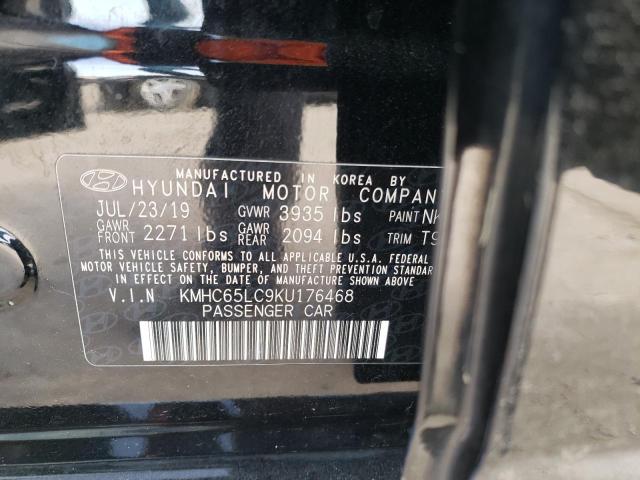 MANUFACTURED IN KOREA BY
HYUNDAI MOTOR COMPAN
JUL/23/19 GVWR 3935 lbs PAINT
GAWR FRONT 2271 lbs GAWR REAR 2094 lbs TRIM T9
THIS VEHICLE CONFORMS TO ALL APPLICABLE U.S.A. FEDERAL
MOTOR VEHICLE SAFETY, BUMPER, AND THEFT PREVENTION
IN EFFECT ON THE DATE OF MANUFACTURE SHOWN ABOVE
V.I.N KMHC65LC9KU176468
PASSENGER CAR